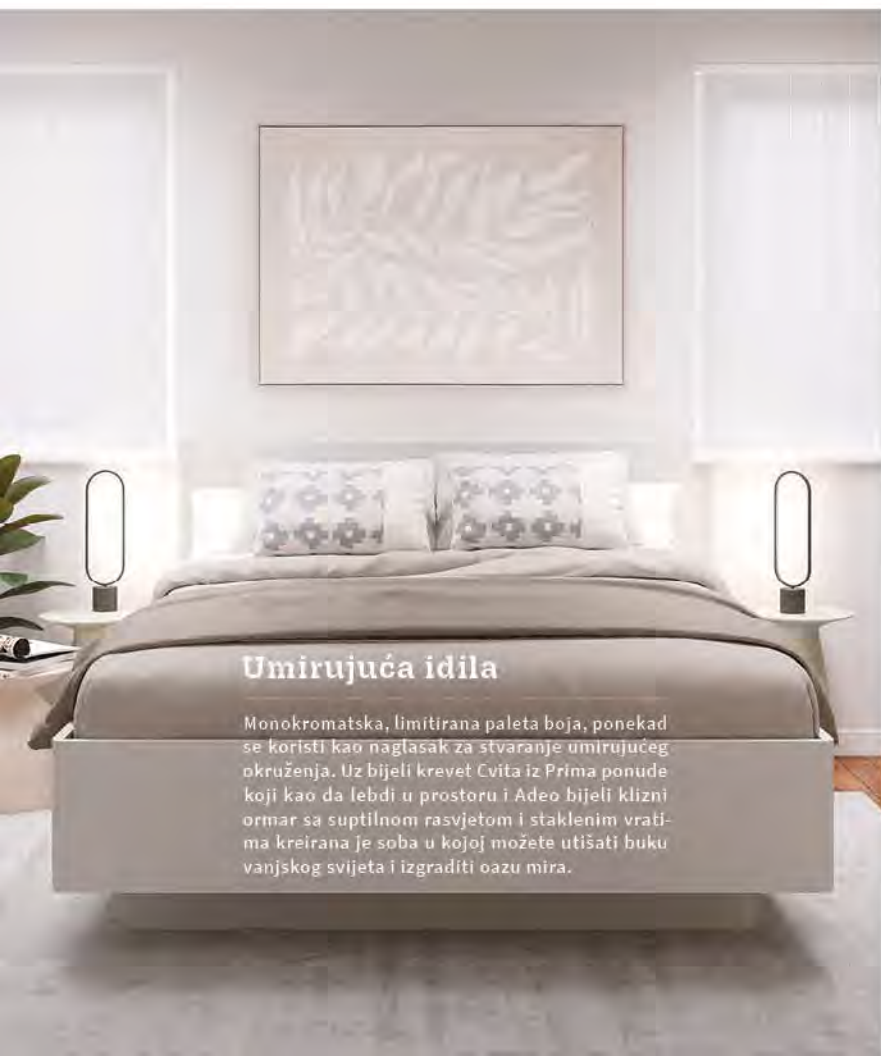 Umirujuća idila
Monokromatska, limitirana paleta boja, ponekad
se koristi kao naglasak za stvaranje umirujućeg
okruženja. Uz bijeli krevet Cvita iz Prima ponude
koji kao da lebdi u prostoru i Adeo bijeli klizni
ormar sa suptilnom rasvjetom i staklenim vrati-
ma kreirana je soba u kojoj možete utišati buku
vanjskog svijeta i izgraditi oazu mira.